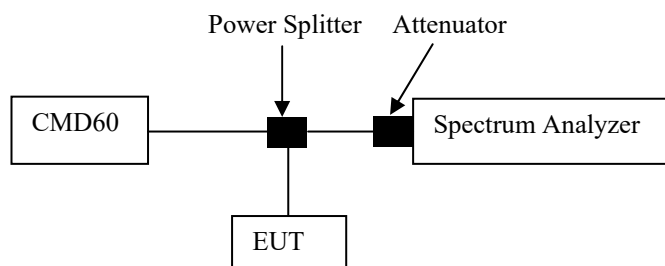 Power Splitter
Attenuator
CMD60
Spectrum Analyzer
EUT